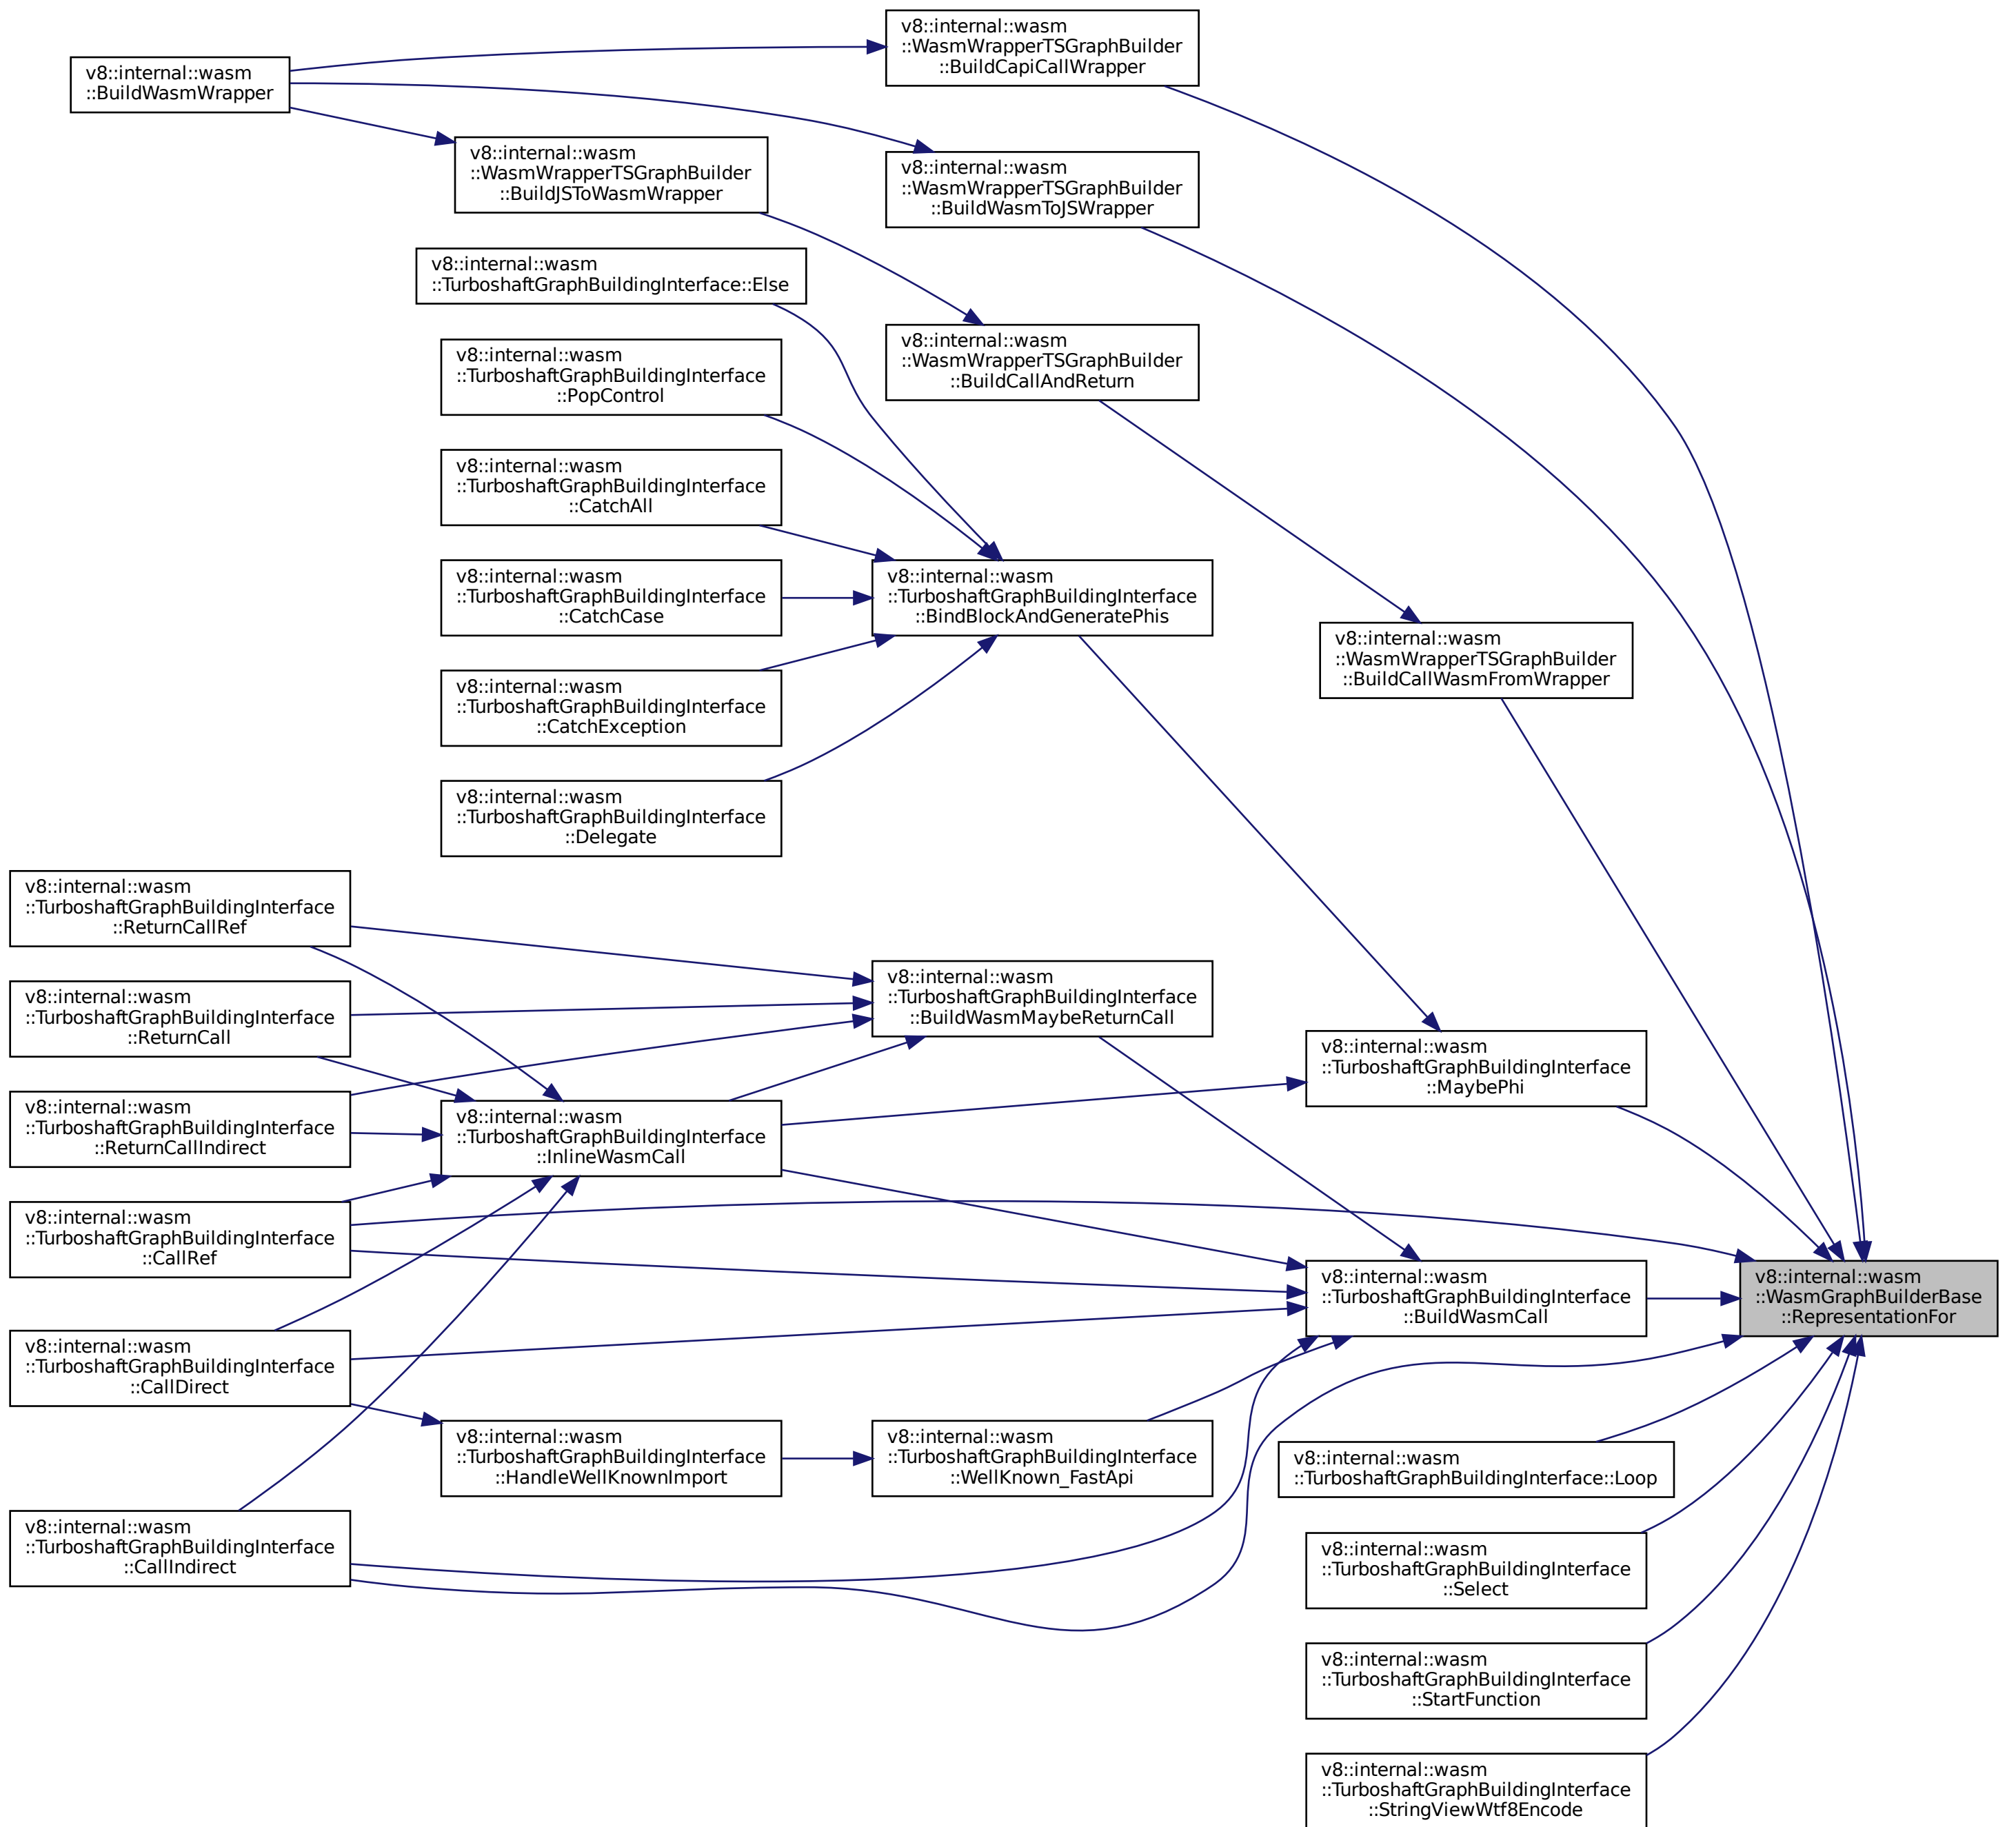 v8::internal::wasm
::WasmWrapperTSGraphBuilder
::BuildCapiCallWrapper
v8::internal::wasm
::BuildWasmWrapper
v8::internal::wasm
::WasmWrapperTSGraphBuilder
::BuildJSToWasmWrapper
v8::internal::wasm
::WasmWrapperTSGraphBuilder
::BuildWasmToJSWrapper
v8::internal::wasm
::TurboshaftGraphBuildingInterface::Else
v8::internal::wasm
::WasmWrapperTSGraphBuilder
::BuildCallAndReturn
v8::internal::wasm
::TurboshaftGraphBuildingInterface
::PopControl
v8::internal::wasm
::TurboshaftGraphBuildingInterface
::CatchAll
v8::internal::wasm
::TurboshaftGraphBuildingInterface
::CatchCase
v8::internal::wasm
::TurboshaftGraphBuildingInterface
::BindBlockAndGeneratePhis
v8::internal::wasm
::WasmWrapperTSGraphBuilder
::BuildCallWasmFromWrapper
v8::internal::wasm
::TurboshaftGraphBuildingInterface
::CatchException
v8::internal::wasm
::TurboshaftGraphBuildingInterface
::Delegate
v8::internal::wasm
::TurboshaftGraphBuildingInterface
::ReturnCallRef
v8::internal::wasm
::TurboshaftGraphBuildingInterface
::BuildWasmMaybeReturnCall
v8::internal::wasm
::TurboshaftGraphBuildingInterface
::ReturnCall
v8::internal::wasm
::TurboshaftGraphBuildingInterface
::MaybePhi
v8::internal::wasm
::TurboshaftGraphBuildingInterface
::ReturnCallIndirect
v8::internal::wasm
::TurboshaftGraphBuildingInterface
::InlineWasmCall
v8::internal::wasm
::TurboshaftGraphBuildingInterface
::CallRef
v8::internal::wasm
::TurboshaftGraphBuildingInterface
::BuildWasmCall
v8::internal::wasm
::WasmGraphBuilderBase
::RepresentationFor
v8::internal::wasm
::TurboshaftGraphBuildingInterface
::CallDirect
v8::internal::wasm
::TurboshaftGraphBuildingInterface
::HandleWellKnownImport
v8::internal::wasm
::TurboshaftGraphBuildingInterface
::WellKnown_FastApi
v8::internal::wasm
::TurboshaftGraphBuildingInterface::Loop
v8::internal::wasm
::TurboshaftGraphBuildingInterface
::CallIndirect
v8::internal::wasm
::TurboshaftGraphBuildingInterface
::Select
v8::internal::wasm
::TurboshaftGraphBuildingInterface
::StartFunction
v8::internal::wasm
::TurboshaftGraphBuildingInterface
::StringViewWtf8Encode